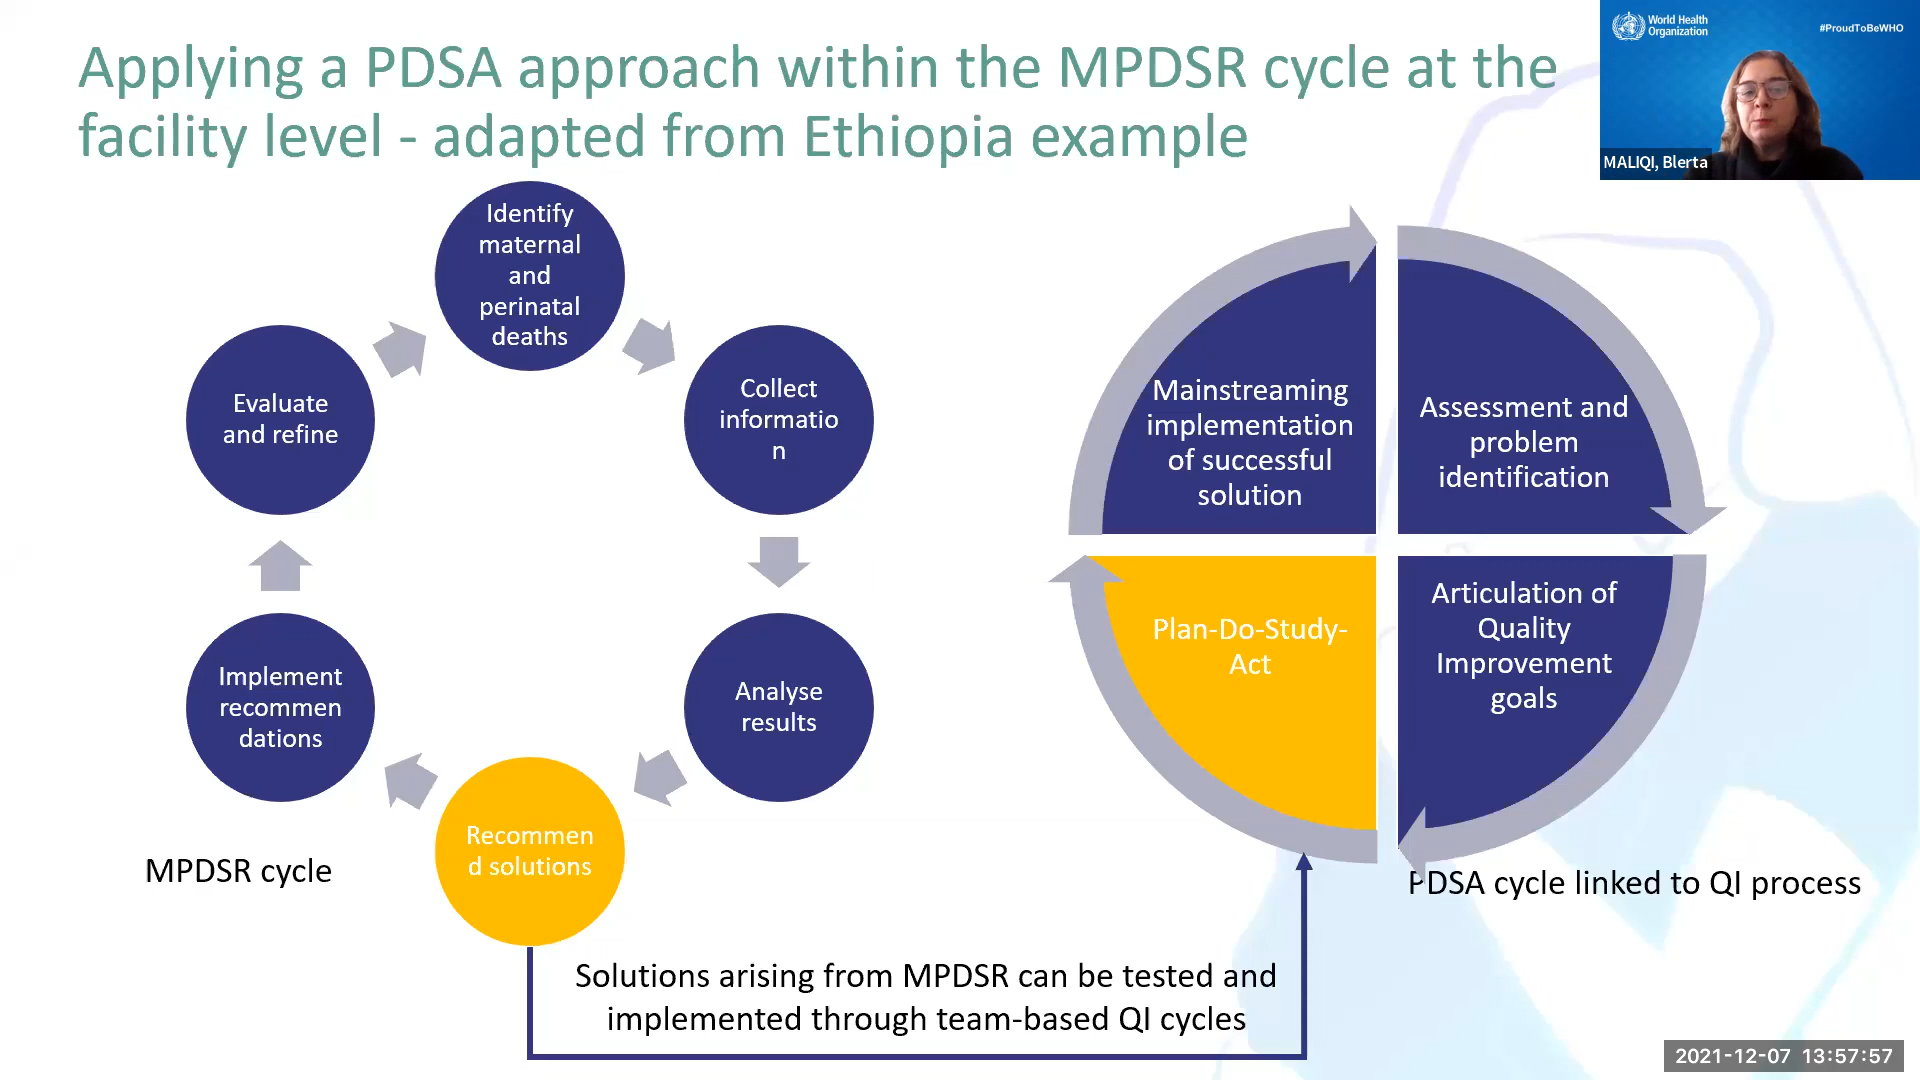 Applying a PDSA approach within the MPDSR cycle at the
facility level - adapted from Ethiopia example
World Health
Organization
#ProudToBeWHO
MALIQI, Blerta
Identify
maternal
and
perinatal
deaths
Collect
informatio
n
Analyse
results
Recommen
d solutions
Implement
recommen
dations
Evaluate
and refine
MPDSR cycle
Mainstreaming
implementation
of successful
solution
Assessment and
problem
identification
Articulation of
Quality
Improvement
goals
Plan-Do-Study-
Act
PDSA cycle linked to QI process
Solutions arising from MPDSR can be tested and
implemented through team-based QI cycles
2021-12-07 13:57:57